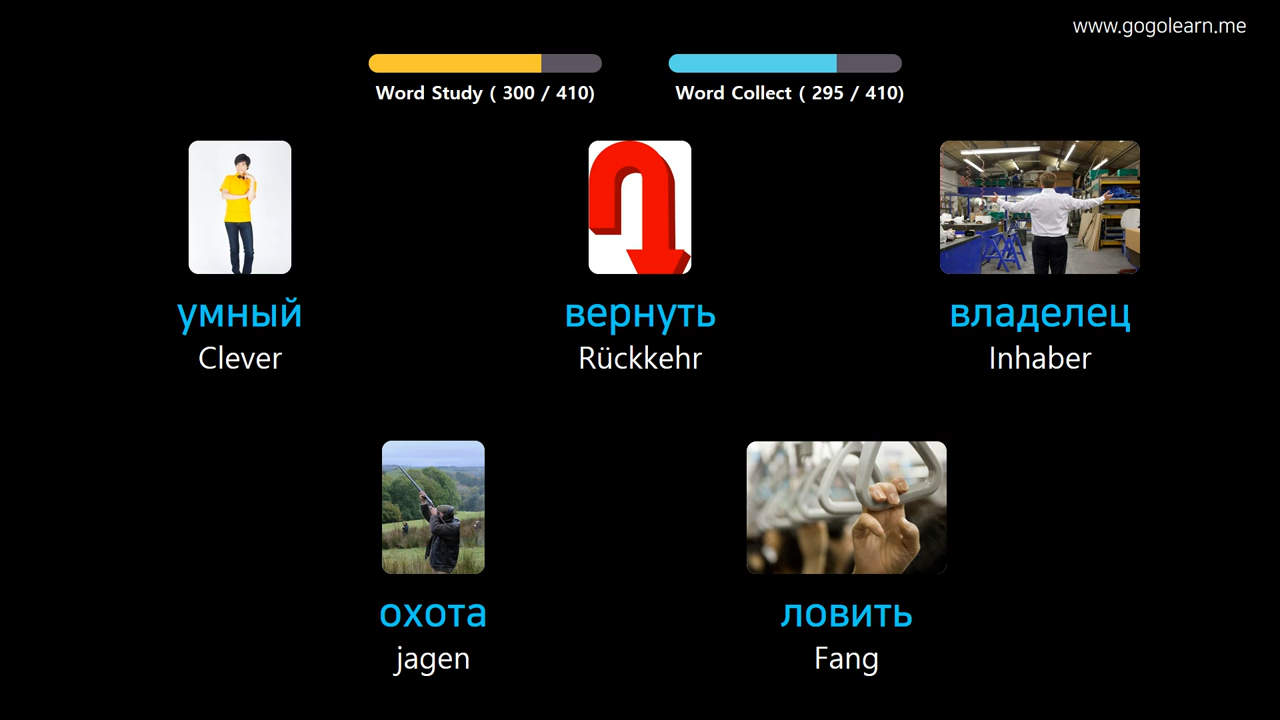 www.gogolearn.me
Word Study ( 300 / 410)
Word Collect ( 295 / 410)
умный
Clever
вернуть
Rückkehr
владелец
Inhaber
охота
jagen
ловить
Fang